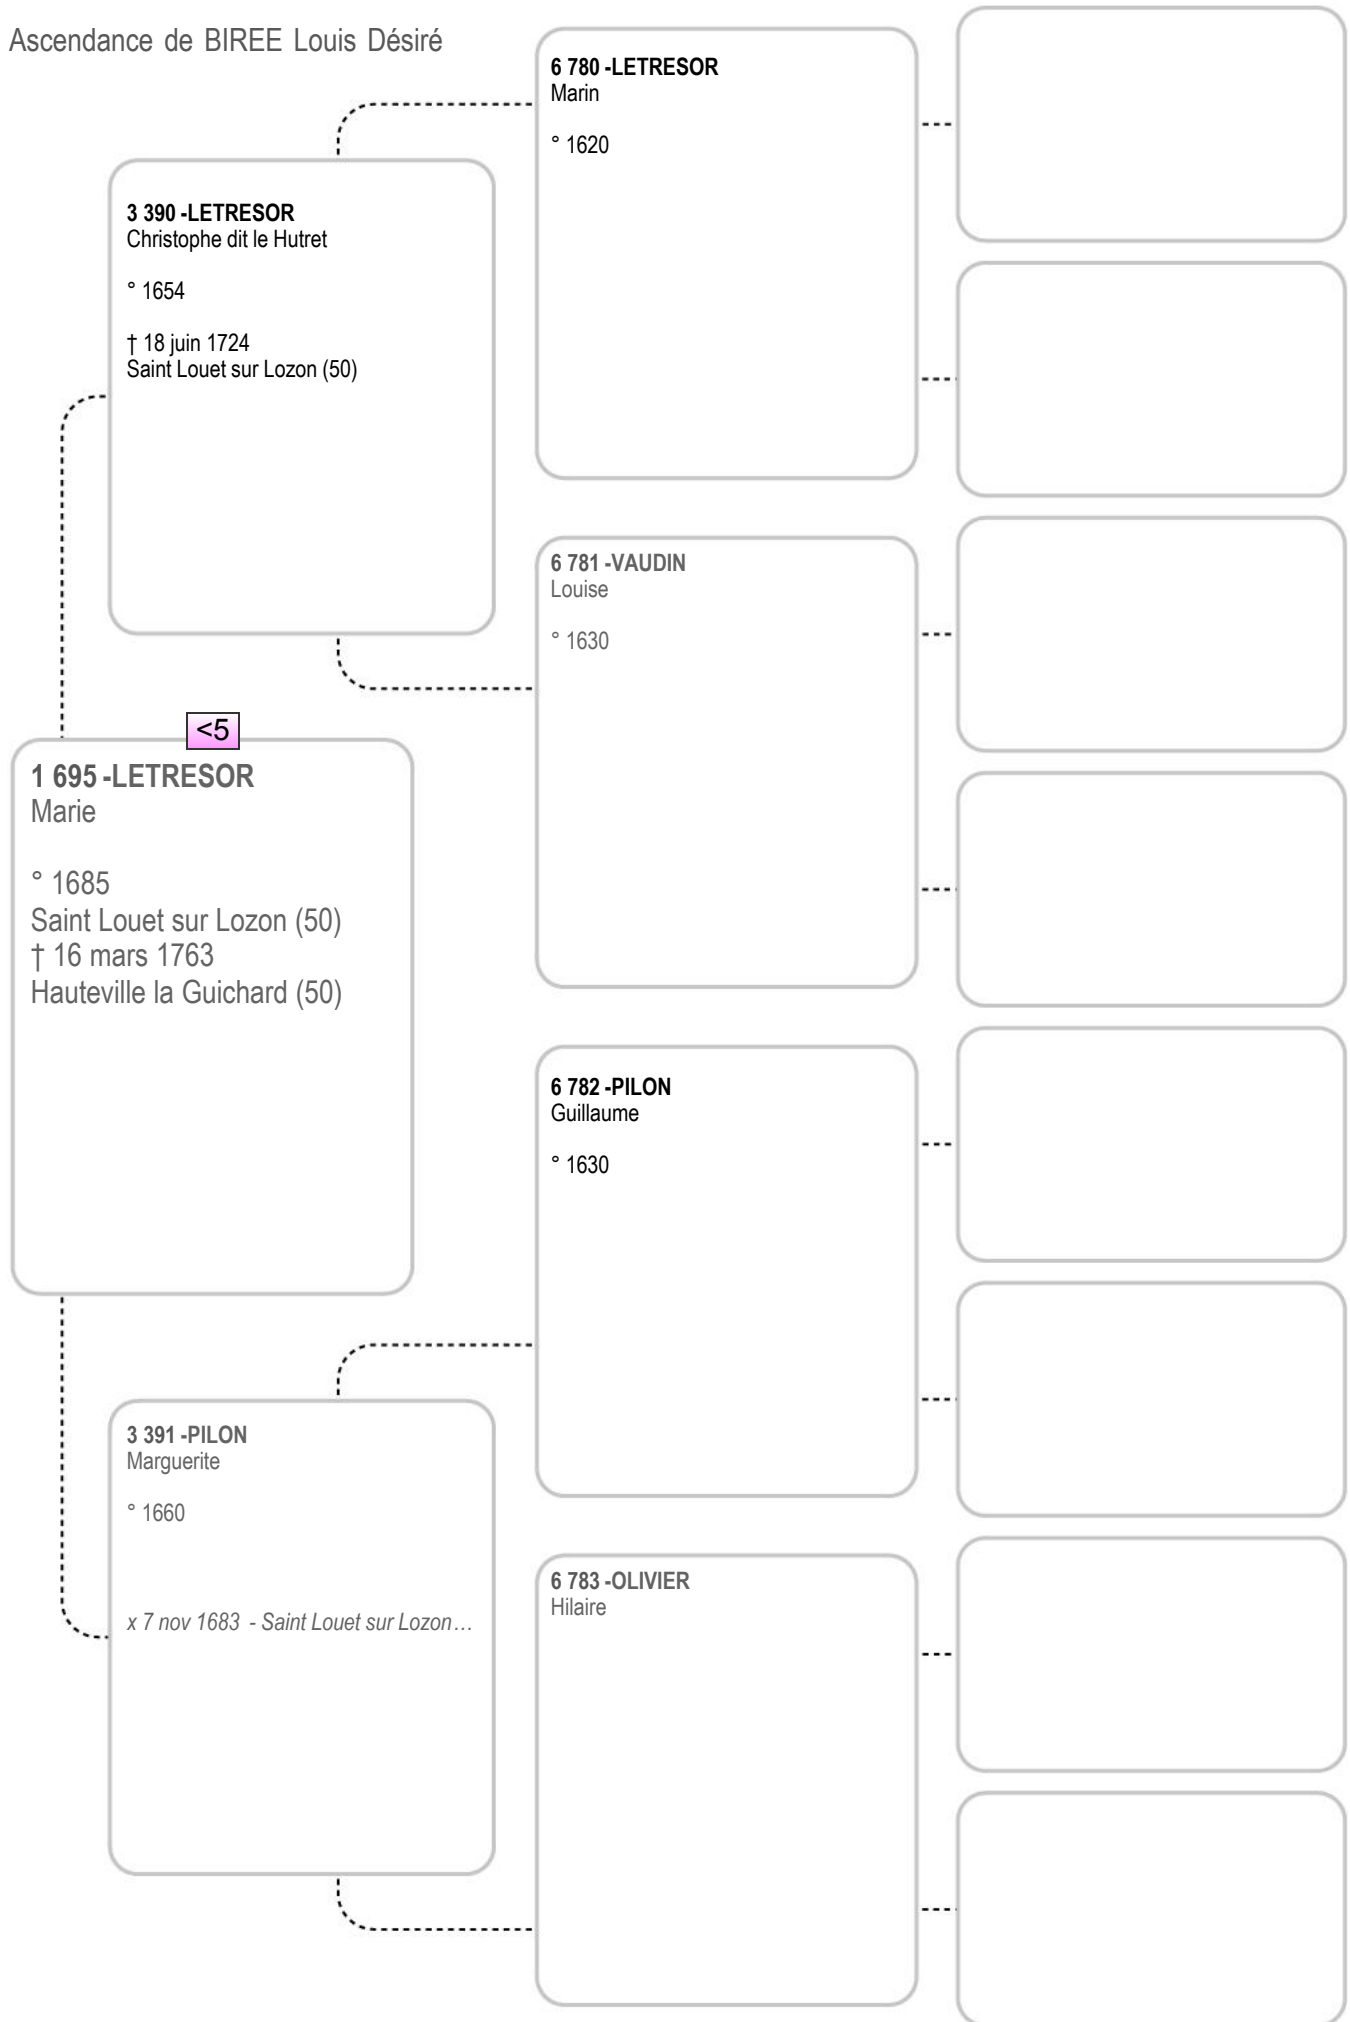 Ascendance de BIREE Louis Désiré
6 780 -LETRESOR
Marin
° 1620
3 390 -LETRESOR
Christophe dit le Hutret
° 1654
† 18 juin 1724
Saint Louet sur Lozon (50)
6 781 -VAUDIN
Louise
° 1630
<5
1 695 -LETRESOR
Marie
° 1685
Saint Louet sur Lozon (50)
† 16 mars 1763
Hauteville la Guichard (50)
6 782 -PILON
Guillaume
° 1630
3 391 -PILON
Marguerite
° 1660
x 7 nov 1683 - Saint Louet sur Lozon…
6 783 -OLIVIER
Hilaire